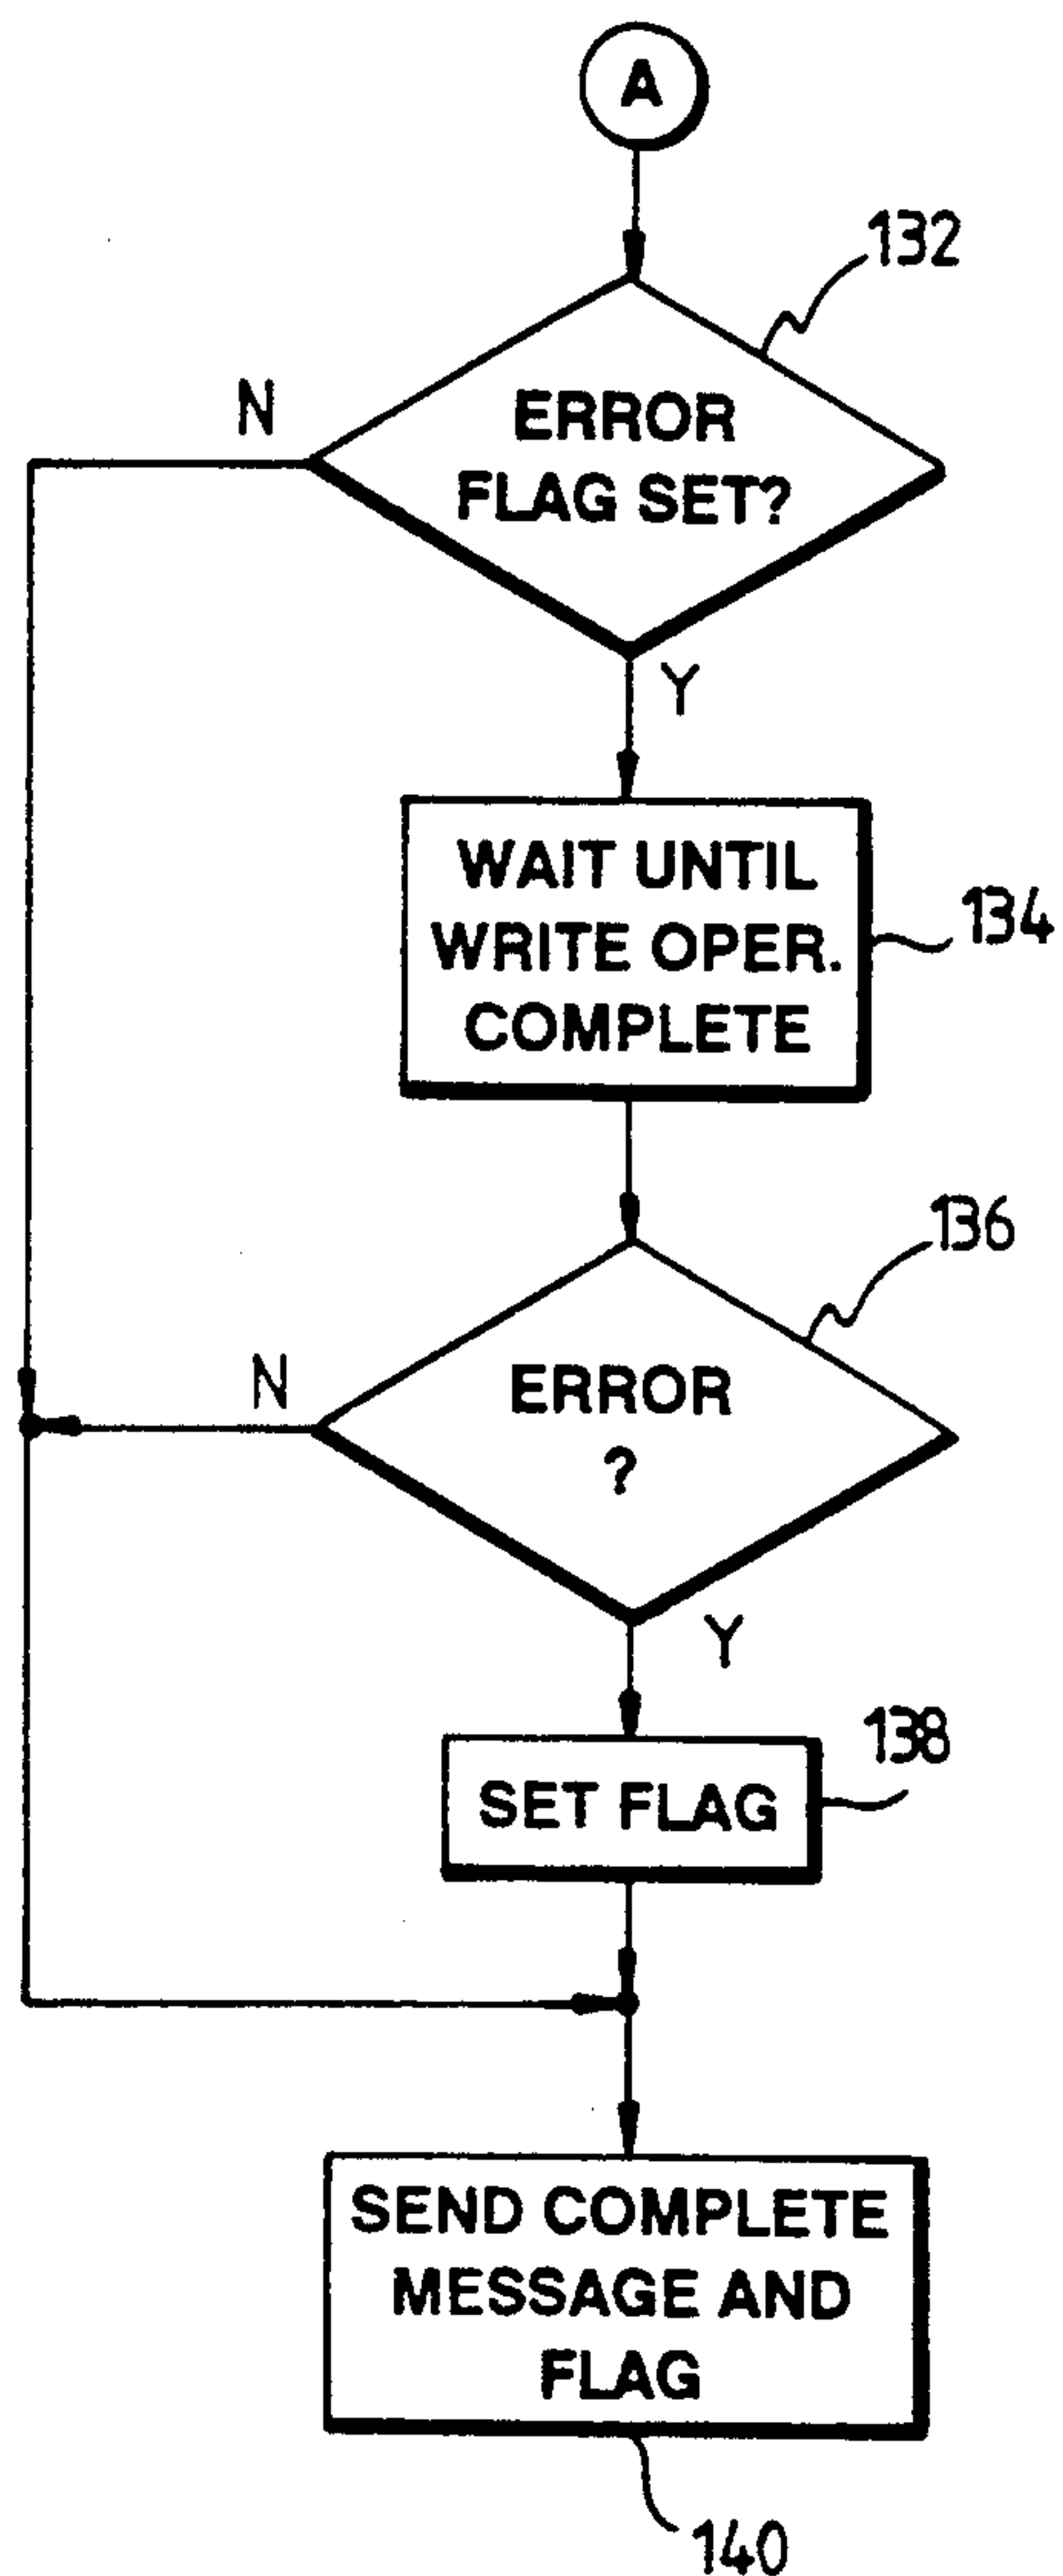 A
132
N
ERROR
FLAG SET?
Y
WAIT UNTIL
WRITE OPER.
COMPLETE
134
136
N
ERROR
?
Y
138
SET FLAG
SEND COMPLETE
MESSAGE AND
FLAG
140